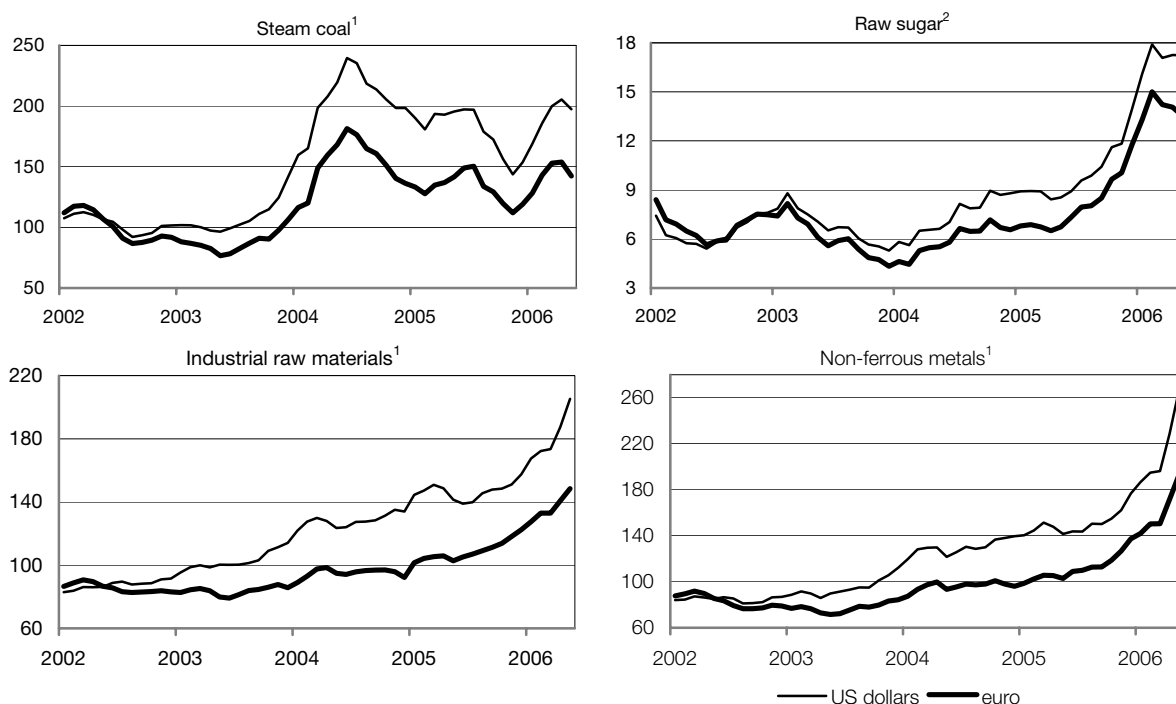 Steam coal¹
250
200
150
100
50
2002 2003 2004 2005 2006
Raw sugar²
18
15
12
9
6
3
2002 2003 2004 2005 2006
Industrial raw materials¹
220
180
140
100
60
2002 2003 2004 2005 2006
Non-ferrous metals¹
260
220
180
140
100
60
2002 2003 2004 2005 2006
US dollars euro